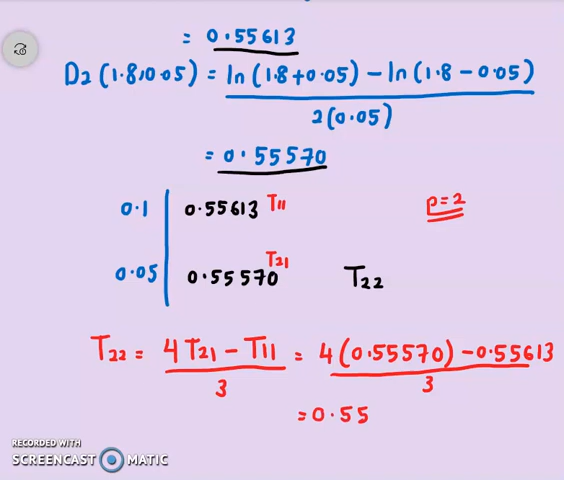 = 0.55613
D2(1.8,0.05) = ln(1.8+0.05) - ln(1.8-0.05)
2(0.05)
= 0.55570
0.1 | 0.55613 T11 p=2
0.05 | 0.55570 T21 T22
T22 = 4T21 - T11 = 4(0.55570) - 0.55613
3 3
= 0.55
RECORDED WITH
SCREENCAST MATIC